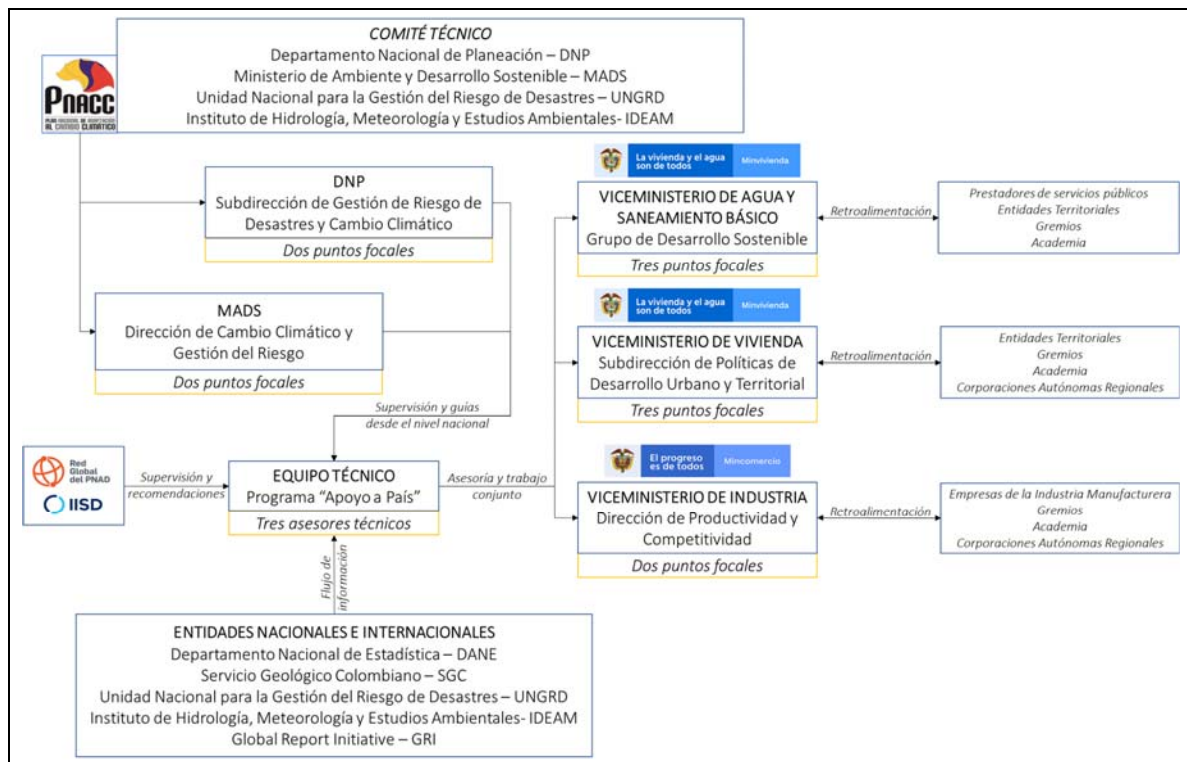 COMITÉ TÉCNICO
Departamento Nacional de Planeación – DNP
Ministerio de Ambiente y Desarrollo Sostenible – MADS
Unidad Nacional para la Gestión del Riesgo de Desastres – UNGRD
Instituto de Hidrología, Meteorología y Estudios Ambientales- IDEAM
PNACC
PLAN NACIONAL DE ADAPTACIÓN
AL CAMBIO CLIMÁTICO
DNP
Subdirección de Gestión de Riesgo de
Desastres y Cambio Climático
Dos puntos focales
MADS
Dirección de Cambio Climático y
Gestión del Riesgo
Dos puntos focales
Supervisión y guías
desde el nivel nacional
Red
Global
del PNAD
IISD
Supervisión y
recomendaciones
EQUIPO TÉCNICO
Programa “Apoyo a País”
Tres asesores técnicos
Asesoría y trabajo
conjunto
Flujo de
información
ENTIDADES NACIONALES E INTERNACIONALES
Departamento Nacional de Estadística – DANE
Servicio Geológico Colombiano – SGC
Unidad Nacional para la Gestión del Riesgo de Desastres – UNGRD
Instituto de Hidrología, Meteorología y Estudios Ambientales- IDEAM
Global Report Initiative – GRI
La vivienda y el agua
son de todos
Minvivienda
VICEMINISTERIO DE AGUA Y
SANEAMIENTO BÁSICO
Grupo de Desarrollo Sostenible
Tres puntos focales
Retroalimentación
Prestadores de servicios públicos
Entidades Territoriales
Gremios
Academia
La vivienda y el agua
son de todos
Minvivienda
VICEMINISTERIO DE VIVIENDA
Subdirección de Políticas de
Desarrollo Urbano y Territorial
Tres puntos focales
Retroalimentación
Entidades Territoriales
Gremios
Academia
Corporaciones Autónomas Regionales
El progreso
es de todos
Mincomercio
VICEMINISTERIO DE INDUSTRIA
Dirección de Productividad y
Competitividad
Dos puntos focales
Retroalimentación
Empresas de la Industria Manufacturera
Gremios
Academia
Corporaciones Autónomas Regionales